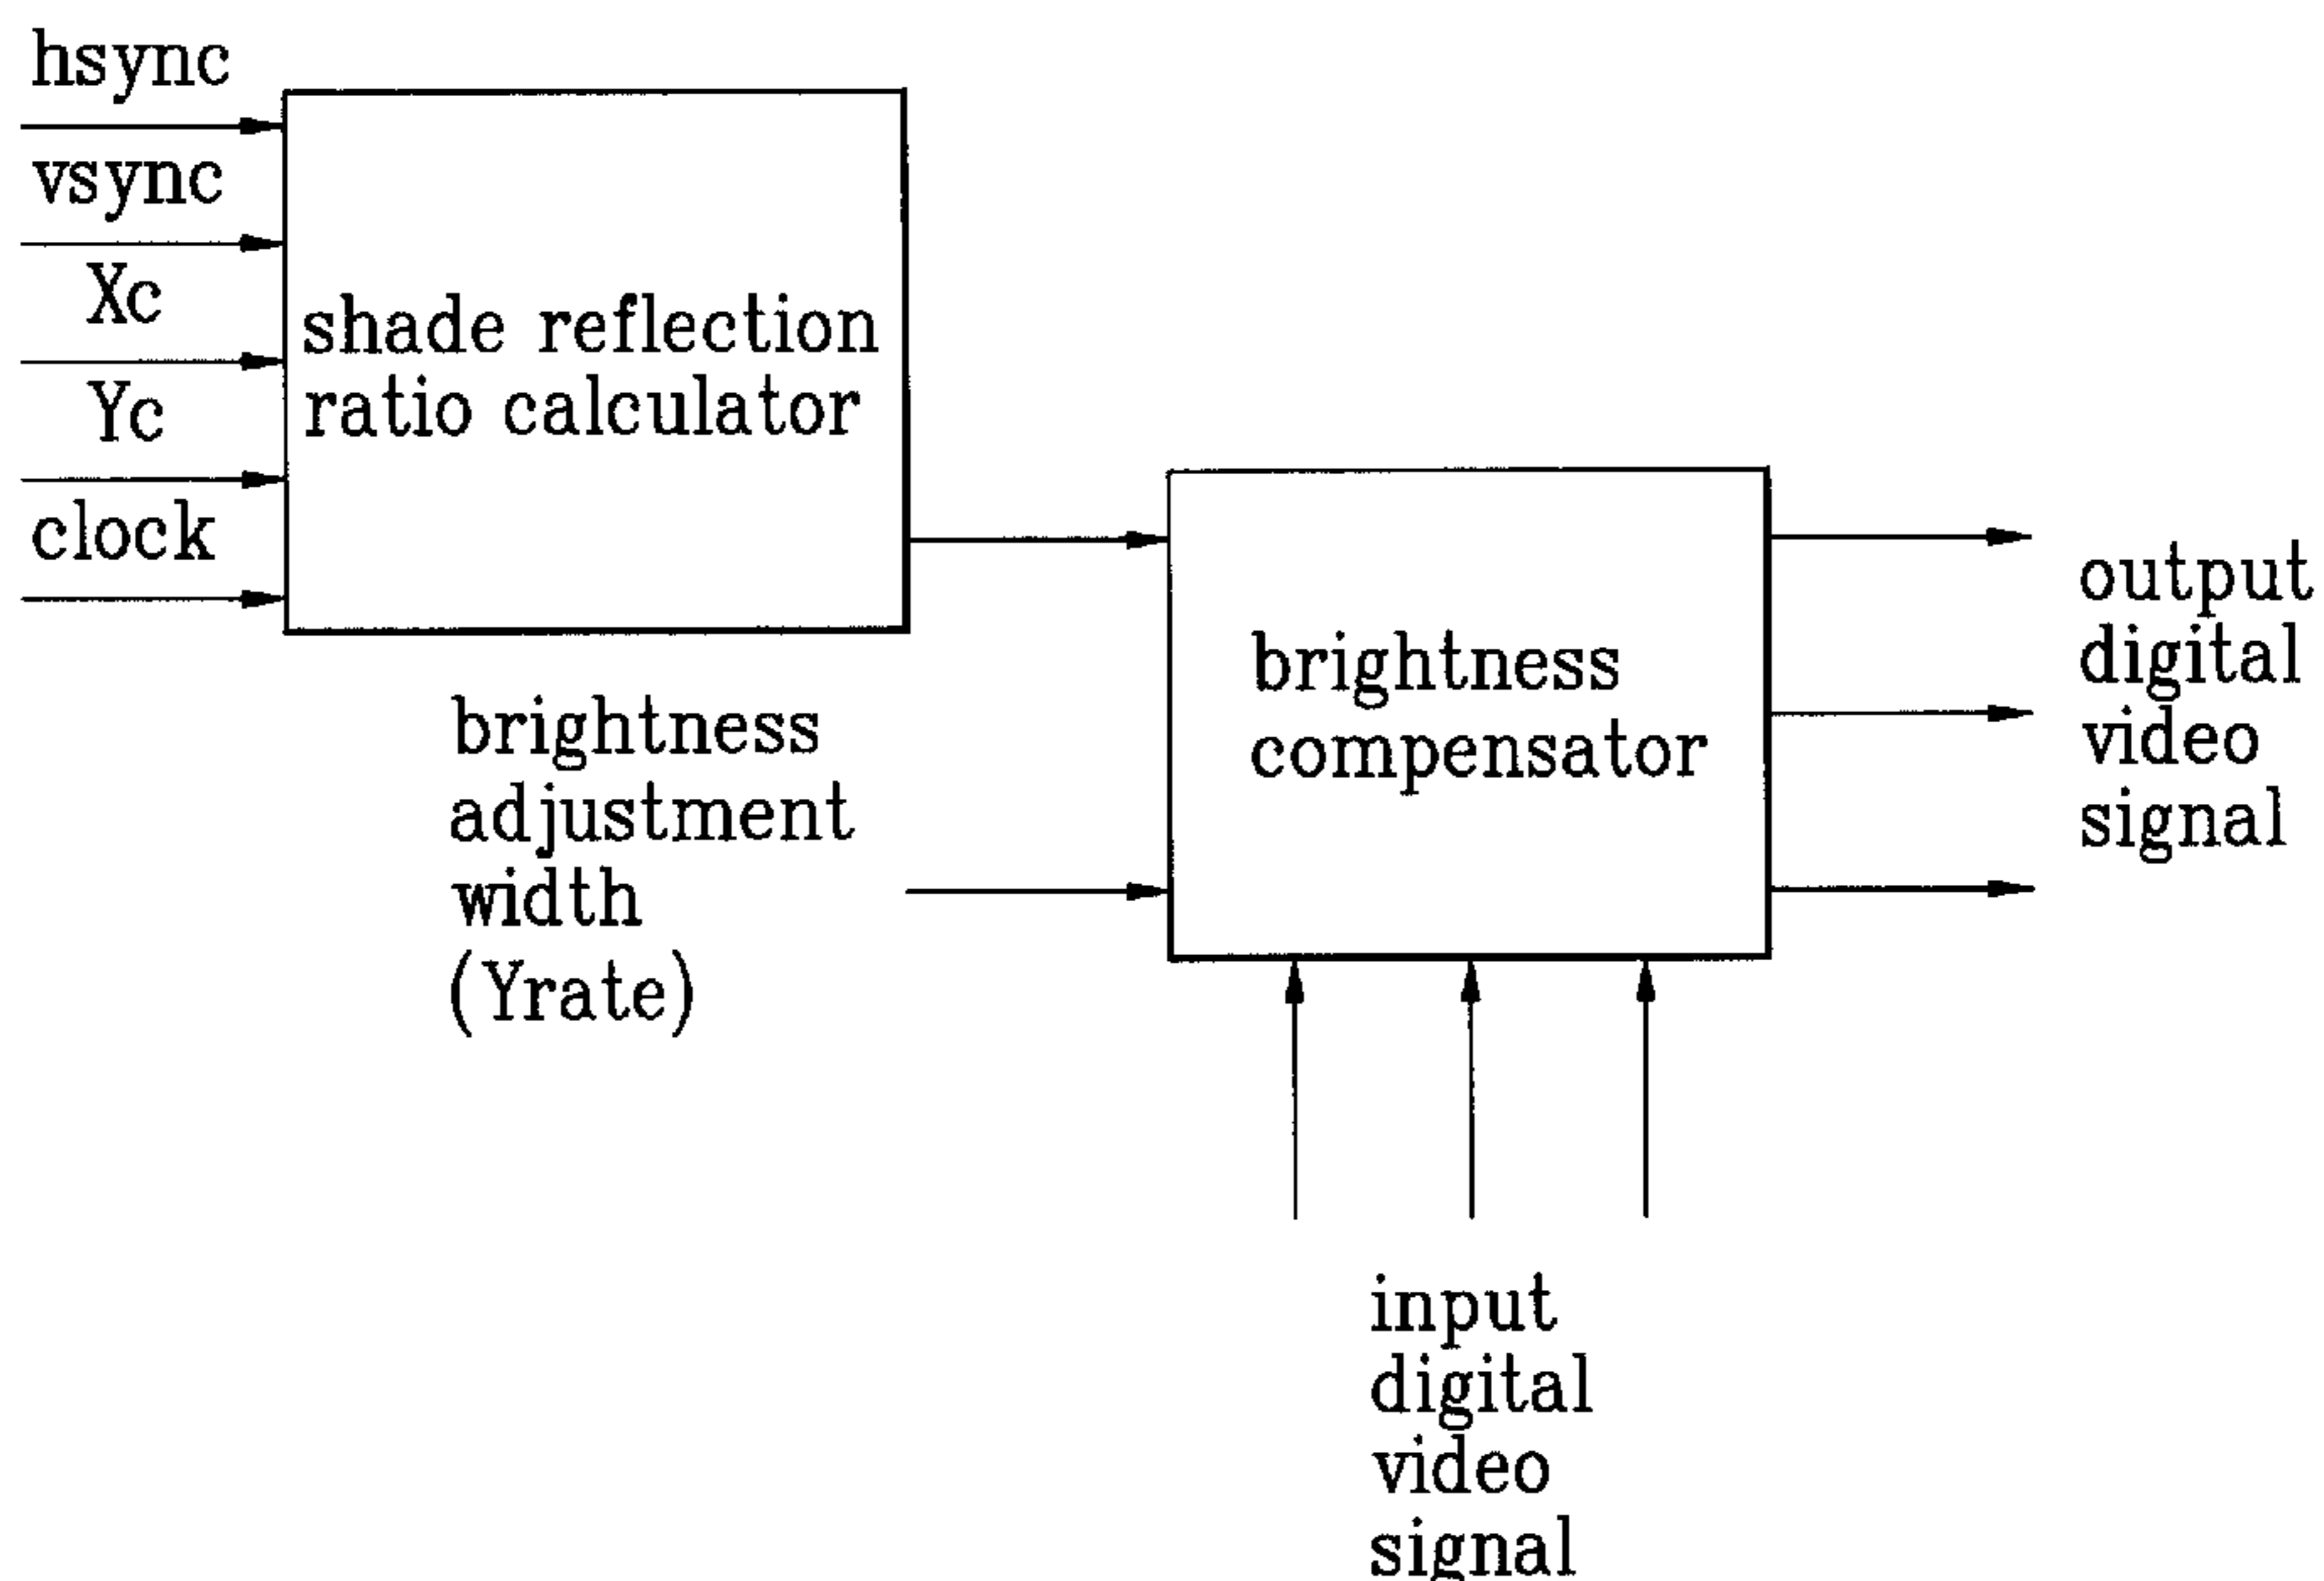 hsync
vsync
Xc
Yc
clock
shade reflection
ratio calculator
brightness
adjustment
width
(Yrate)
brightness
compensator
output
digital
video
signal
input
digital
video
signal